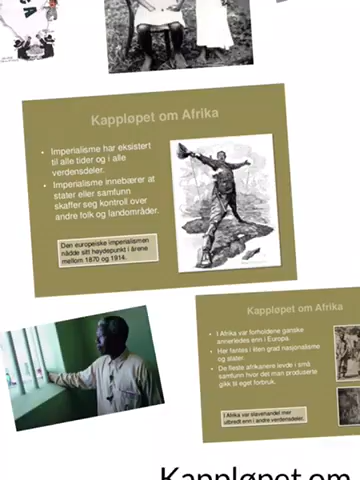 Kappløpet om Afrika
• Imperialisme har eksistert
til alle tider og i alle
verdensdeler.
• Imperialisme innebærer at
stater eller samfunn
skaffer seg kontroll over
andre folk og landområder.
Den europeiske imperialismen
nådde sitt høydepunkt i årene
mellom 1870 og 1914.
Kappløpet om Afrika
• I Afrika var forholdene ganske
annerledes enn i Europa.
• Her fantes i liten grad nasjonalisme
og stater.
• De fleste afrikanere levde i små
samfunn hvor det man produserte
gikk til eget forbruk.
I Afrika var slavehandel mer
utbredt enn i andre verdensdeler.
Kappløpet om